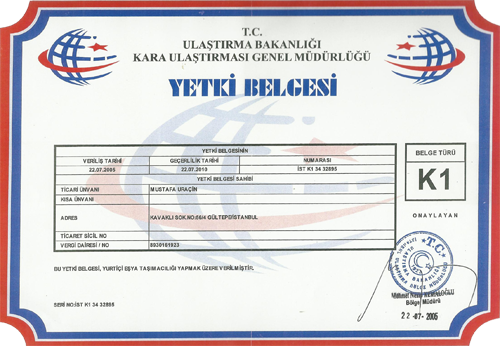 T.C.
ULAŞTIRMA BAKANLIĞI
KARA ULAŞTIRMASI GENEL MÜDÜRLÜĞÜ
YETKİ BELGESİ
YETKİ BELGESİNİN
VERİLİŞ TARİHİ GEÇERLİLİK TARİHİ NUMARASI
22.07.2005 22.07.2010 İST K1 34 32895
YETKİ BELGESİ SAHİBİ
TİCARİ ÜNVANI MUSTAFA URAÇİN
KISA ÜNVANI
ADRES KAVAKLI SOK.NO:56/4 GÜLTEPE/İSTANBUL
TİCARET SİCİL NO
VERGİ DAİRESİ / NO 8930181923
BELGE TÜRÜ
K1
ONAYLAYAN
BU YETKİ BELGESİ, YURTİÇİ EŞYA TAŞIMACILIĞI YAPMAK ÜZERE VERİLMİŞTİR.
T.C.
Bölge Müdürü
22 -07- 2005
SERİ NO:İST K1 34 32895